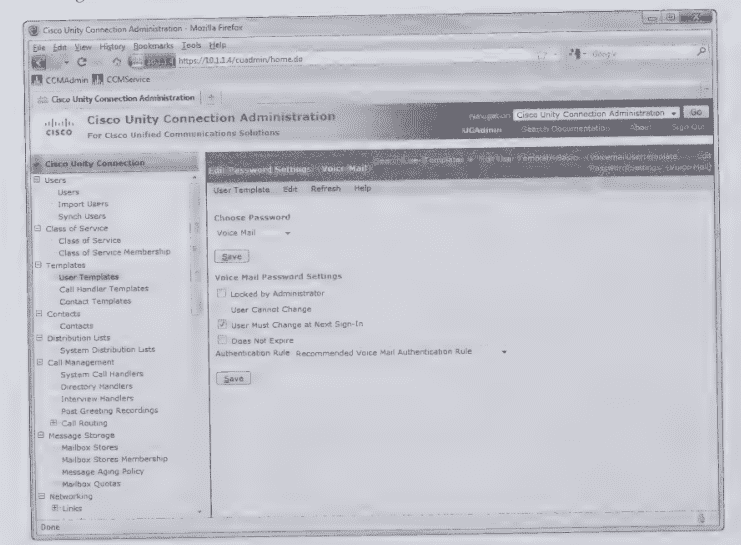 Cisco Unity Connection Administration - Mozilla Firefox
File Edit View History Bookmarks Tools Help
10.1.1.4 https://10.1.1.4/cuadmin/home.do
Google
CCMAdmin CCMService
Cisco Unity Connection Administration
CISCO
Cisco Unity Connection Administration
For Cisco Unified Communications Solutions
Navigation Cisco Unity Connection Administration Go
UCAdmin Search Documentation About Sign Out
Cisco Unity Connection
Users
Users
Import Users
Synch Users
Class of Service
Class of Service
Class of Service Membership
Templates
User Templates
Call Handler Templates
Contact Templates
Contacts
Contacts
Distribution Lists
System Distribution Lists
Call Management
System Call Handlers
Directory Handlers
Interview Handlers
Post Greeting Recordings
Call Routing
Message Storage
Mailbox Stores
Mailbox Stores Membership
Message Aging Policy
Mailbox Quotas
Networking
Links
Edit Password Settings (Voice Mail)
Search User Templates
User Template Edit Refresh Help
Choose Password
Voice Mail
Save
Voice Mail Password Settings
Locked by Administrator
User Cannot Change
User Must Change at Next Sign-In
Does Not Expire
Authentication Rule Recommended Voice Mail Authentication Rule
Save
Done